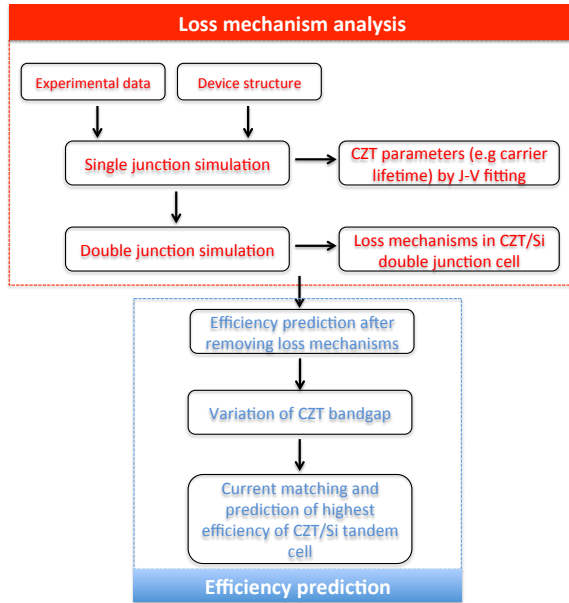 Loss mechanism analysis
Experimental data
Device structure
Single junction simulation
CZT parameters (e.g carrier
lifetime) by J-V fitting
Double junction simulation
Loss mechanisms in CZT/Si
double junction cell
Efficiency prediction after
removing loss mechanisms
Variation of CZT bandgap
Current matching and
prediction of highest
efficiency of CZT/Si tandem
cell
Efficiency prediction